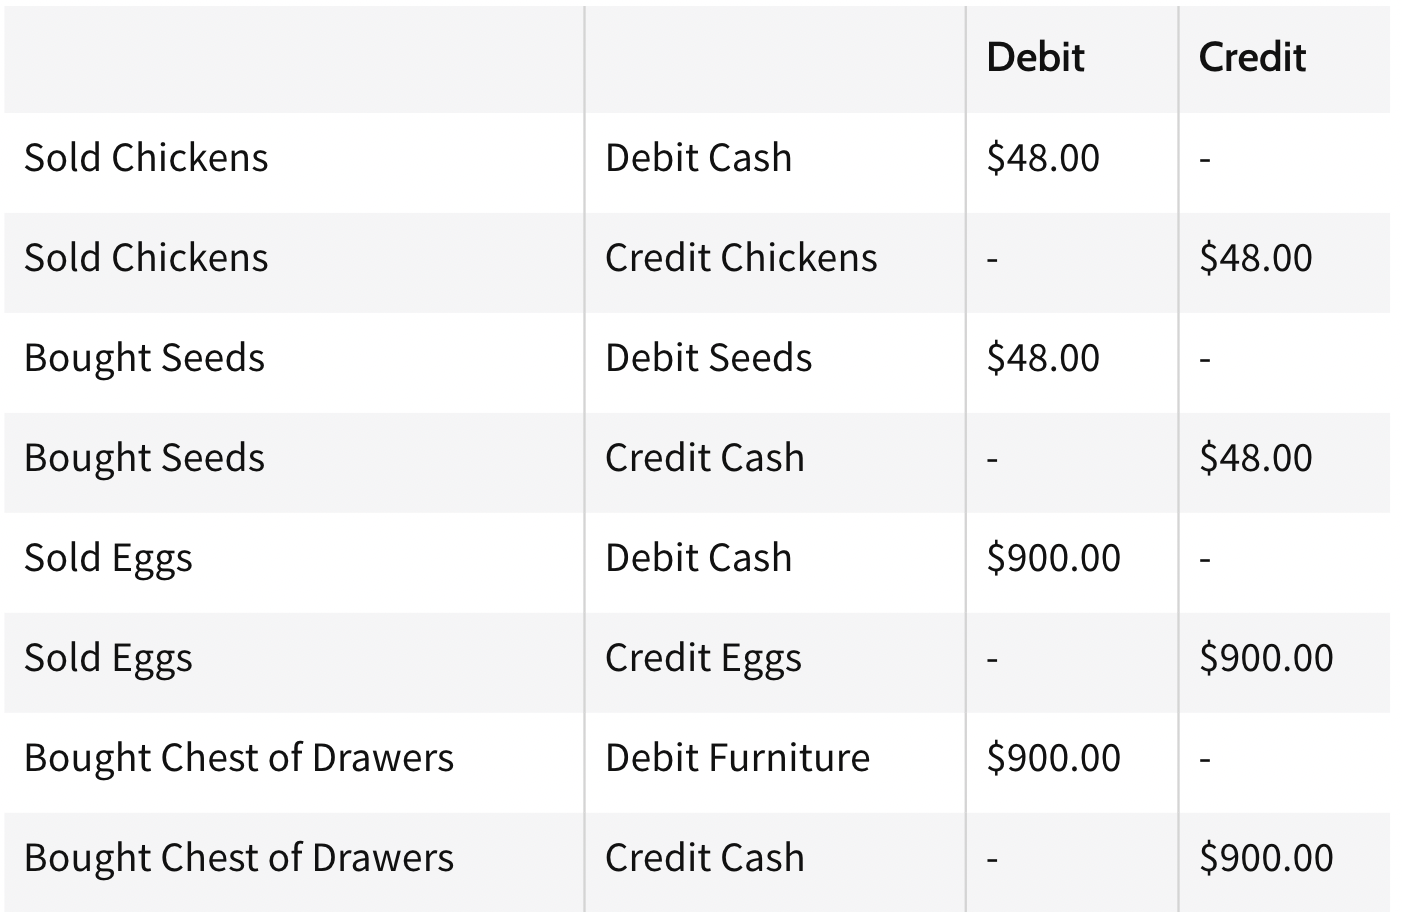 Debit Credit
Sold Chickens Debit Cash $48.00 -
Sold Chickens Credit Chickens - $48.00
Bought Seeds Debit Seeds $48.00 -
Bought Seeds Credit Cash - $48.00
Sold Eggs Debit Cash $900.00 -
Sold Eggs Credit Eggs - $900.00
Bought Chest of Drawers Debit Furniture $900.00 -
Bought Chest of Drawers Credit Cash - $900.00